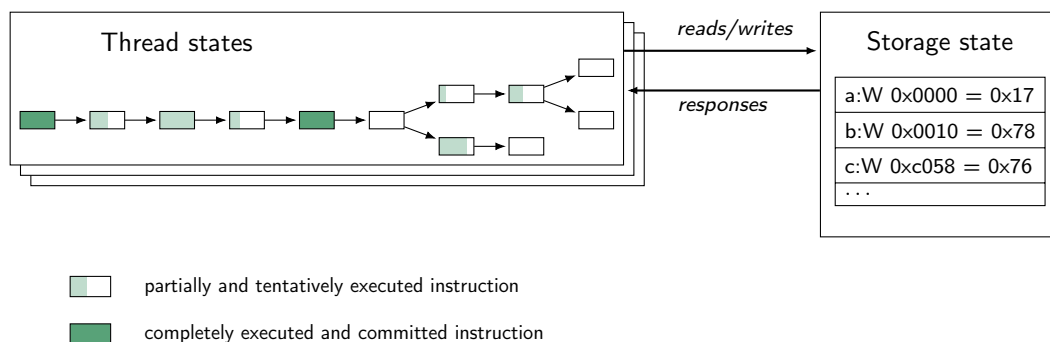 Thread states
reads/writes
responses
Storage state
a:W 0x0000 = 0x17
b:W 0x0010 = 0x78
c:W 0xc058 = 0x76
···
partially and tentatively executed instruction
completely executed and committed instruction